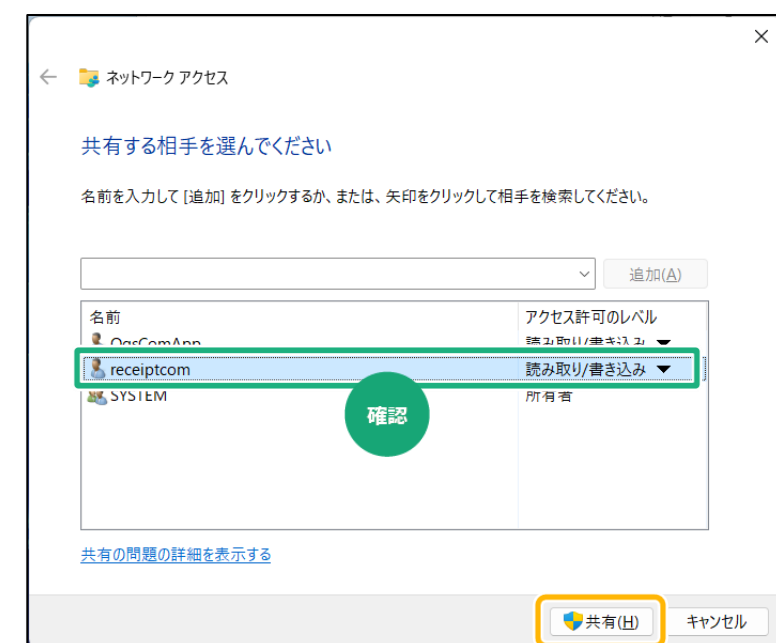 ネットワーク アクセス
共有する相手を選んでください
名前を入力して [追加] をクリックするか、または、矢印をクリックして相手を検索してください。
追加(A)
名前 アクセス許可のレベル
OqsComApp 読み取り/書き込み
receiptcom 読み取り/書き込み
SYSTEM 所有者
確認
共有の問題の詳細を表示する
共有(H) キャンセル